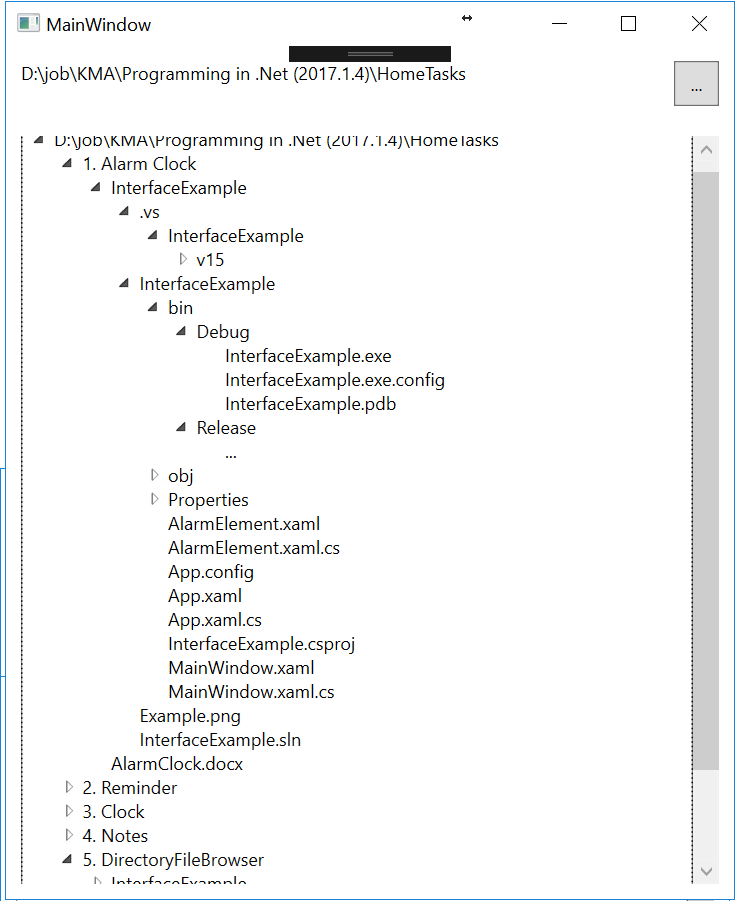 MainWindow
D:\job\KMA\Programming in .Net (2017.1.4)\HomeTasks
...
D:\job\KMA\Programming in .Net (2017.1.4)\HomeTasks
1. Alarm Clock
InterfaceExample
.vs
InterfaceExample
v15
InterfaceExample
bin
Debug
InterfaceExample.exe
InterfaceExample.exe.config
InterfaceExample.pdb
Release
...
obj
Properties
AlarmElement.xaml
AlarmElement.xaml.cs
App.config
App.xaml
App.xaml.cs
InterfaceExample.csproj
MainWindow.xaml
MainWindow.xaml.cs
Example.png
InterfaceExample.sln
AlarmClock.docx
2. Reminder
3. Clock
4. Notes
5. DirectoryFileBrowser
InterfaceExample